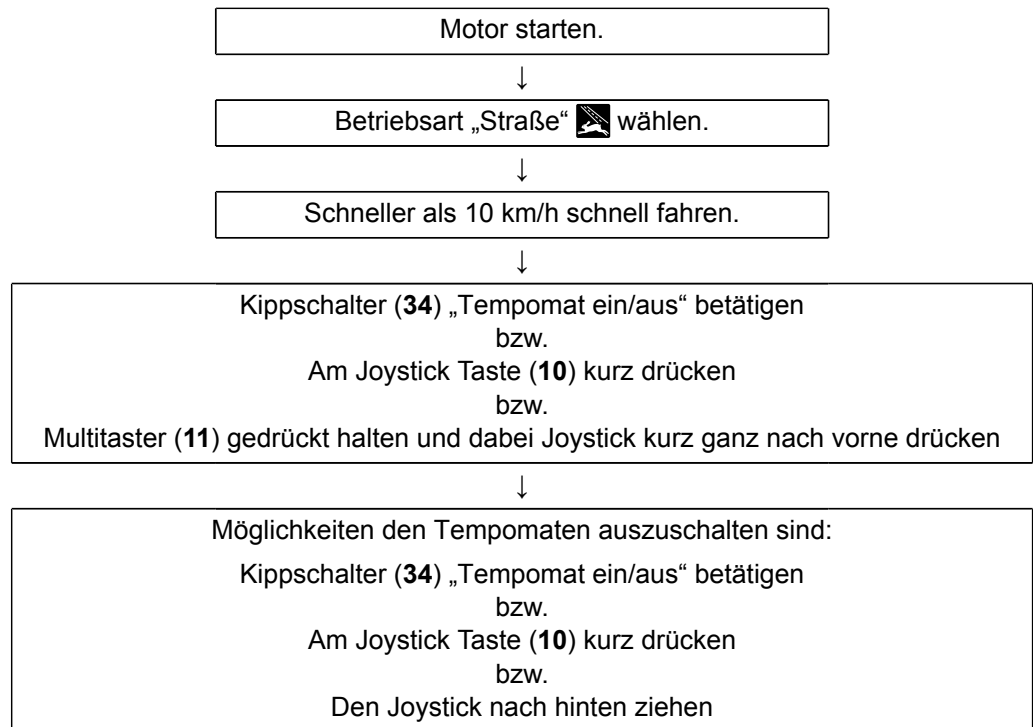 Motor starten.
↓
Betriebsart „Straße“ wählen.
↓
Schneller als 10 km/h schnell fahren.
↓
Kippschalter (34) „Tempomat ein/aus“ betätigen
bzw.
Am Joystick Taste (10) kurz drücken
bzw.
Multitaster (11) gedrückt halten und dabei Joystick kurz ganz nach vorne drücken
↓
Möglichkeiten den Tempomaten auszuschalten sind:
Kippschalter (34) „Tempomat ein/aus“ betätigen
bzw.
Am Joystick Taste (10) kurz drücken
bzw.
Den Joystick nach hinten ziehen